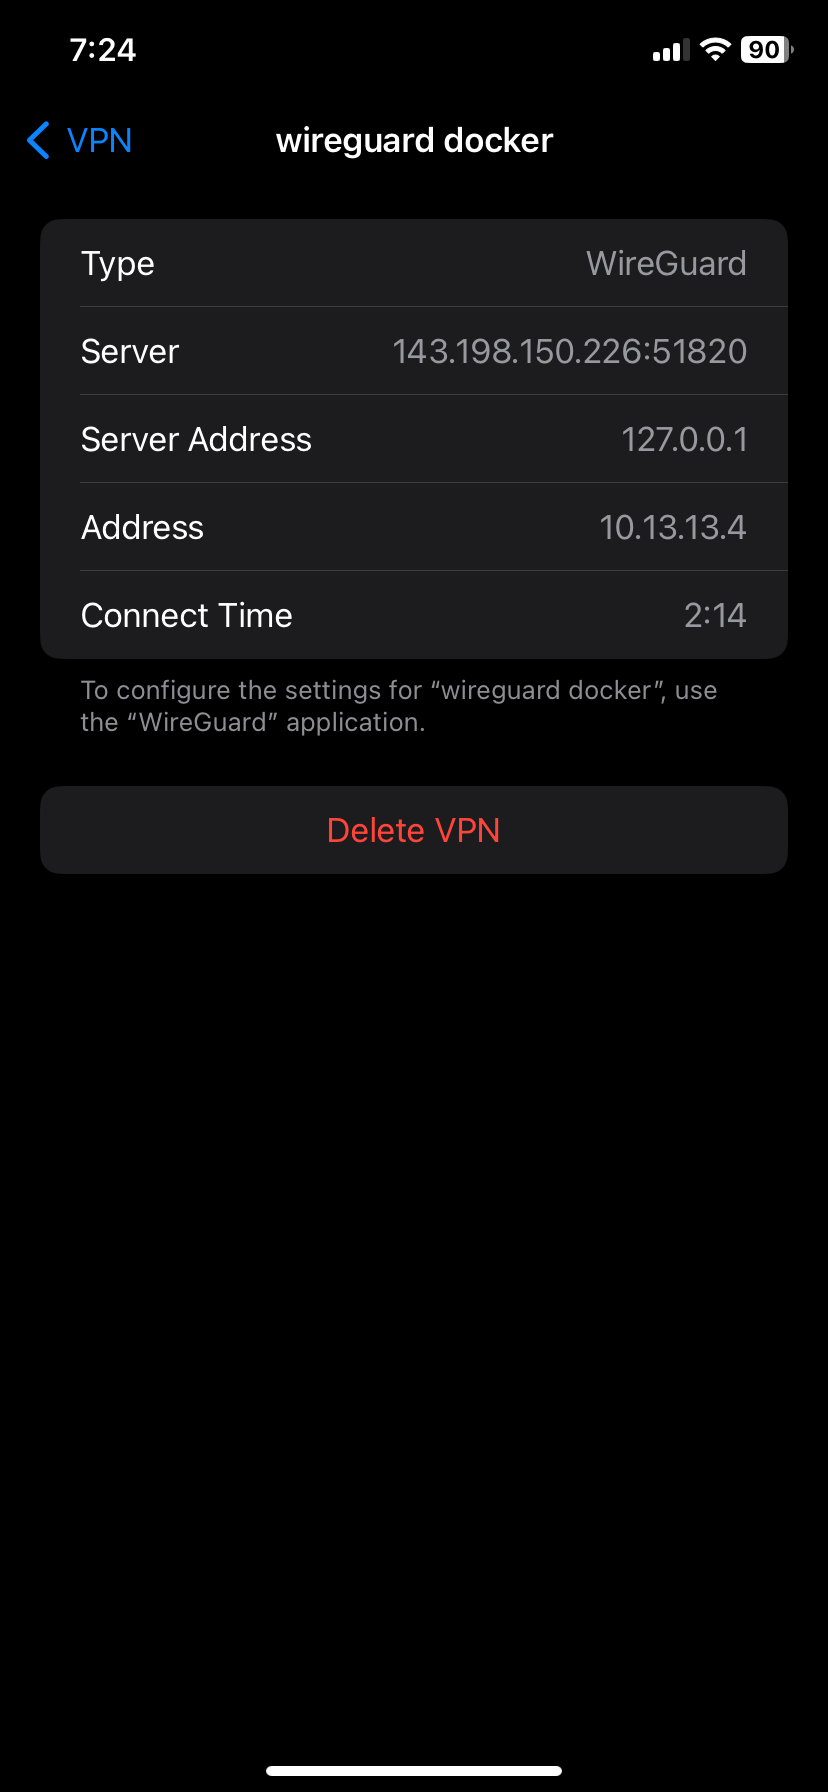 7:24
90
VPN
wireguard docker
Type WireGuard
Server 143.198.150.226:51820
Server Address 127.0.0.1
Address 10.13.13.4
Connect Time 2:14
To configure the settings for “wireguard docker”, use
the “WireGuard” application.
Delete VPN